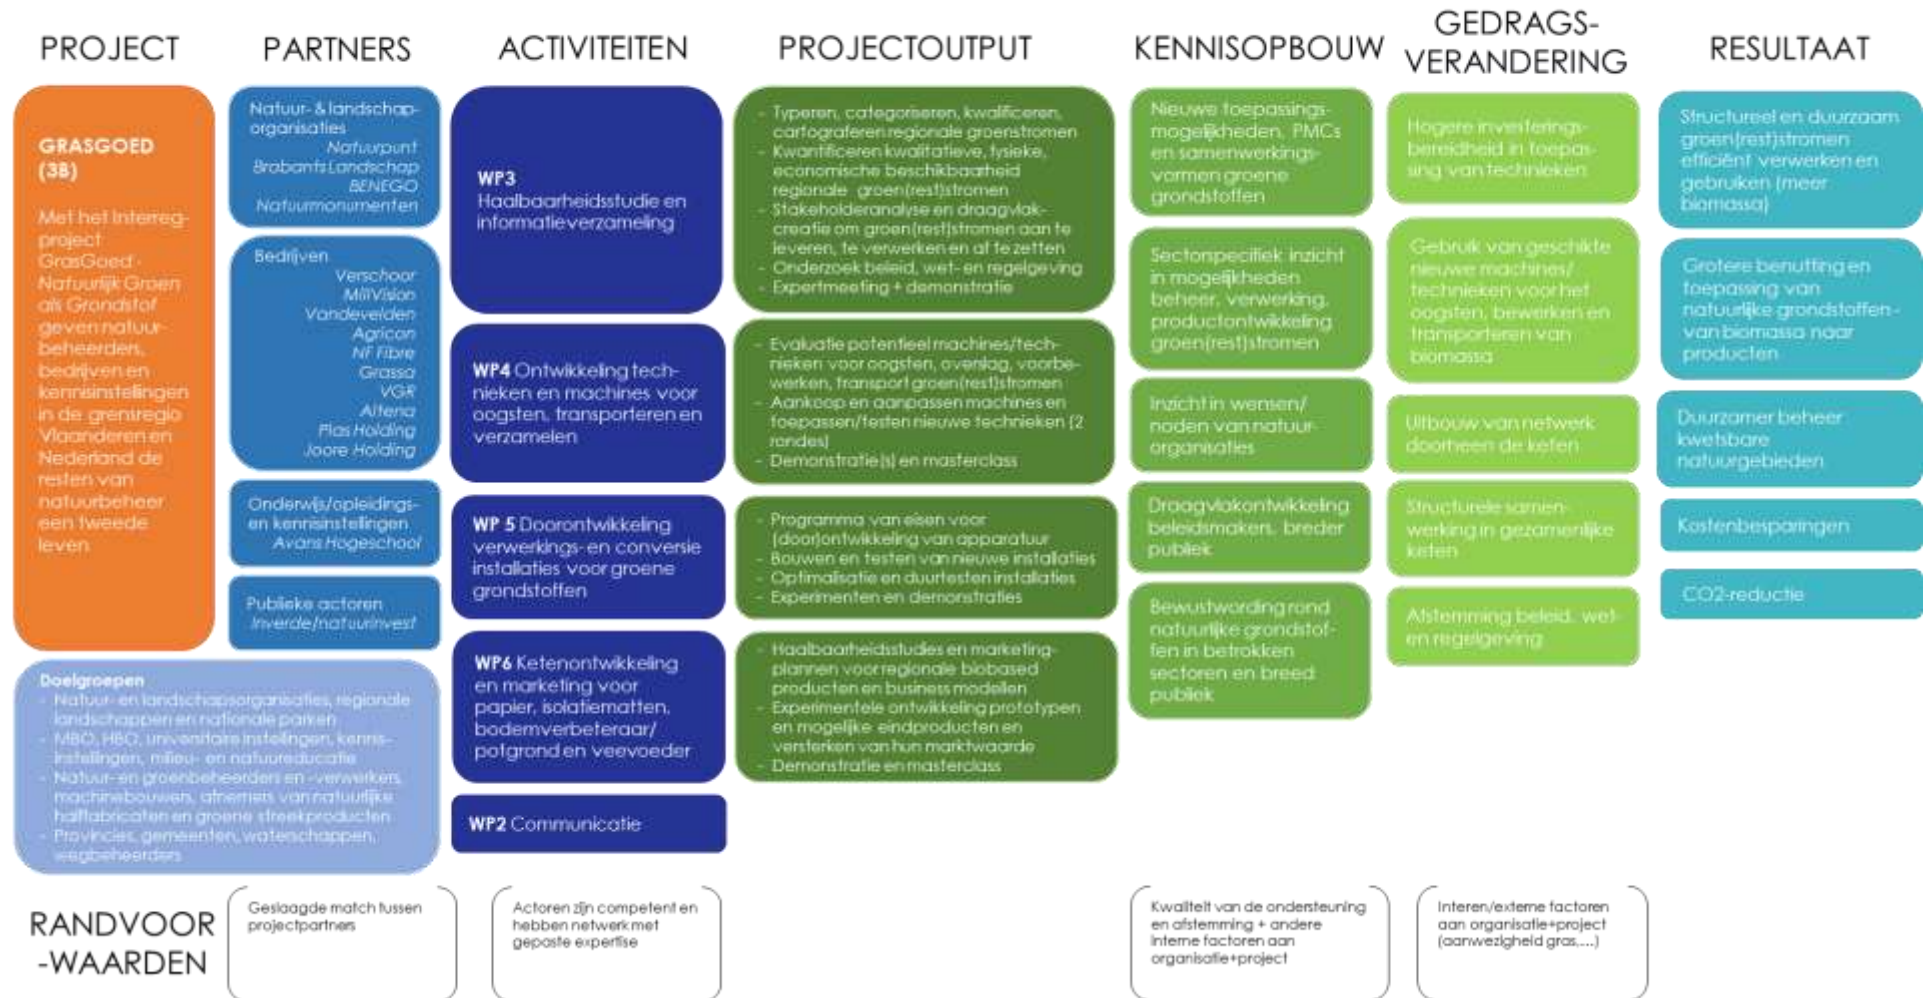 PROJECT
PARTNERS
ACTIVITEITEN
PROJECTOUTPUT
KENNISOPBOUW
GEDRAGS-
VERANDERING
RESULTAAT
GRASGOED
(3B)
Met het Interreg-
project
GrasGoed -
Natuurlijk Groen
als Grondstof
geven natuur-
beheerders,
bedrijven en
kennisinstellingen
in de grensregio
Vlaanderen en
Nederland de
resten van
natuurbeheer
een tweede
leven
Natuur- & landschap-
organisaties
Natuurpunt
Brabants Landschap
BENEGO
Natuurmonumenten
Bedrijven
Verschoor
MillVision
Vandevelden
Agricon
NF Fibre
Grassa
VGR
Altena
Plas Holding
Joore Holding
Onderwijs/opleidings-
en kennisinstellingen
Avans Hogeschool
Publieke actoren
Inverde/natuurinvest
Doelgroepen
- Natuur- en landschapsorganisaties, regionale
landschappen en nationale parken
- MBO, HBO, universitaire instellingen, kennis-
instellingen, milieu- en natuureducatie
- Natuur- en groenbeheerders en -verwerkers,
machinebouwers, afnemers van natuurlijke
halffabricaten en groene streekproducten
- Provincies, gemeenten, waterschappen,
wegbeheerders
WP3
Haalbaarheidsstudie en
informatieverzameling
WP4 Ontwikkeling tech-
nieken en machines voor
oogsten, transporteren en
verzamelen
WP 5 Doorontwikkeling
verwerkings- en conversie
installaties voor groene
grondstoffen
WP6 Ketenontwikkeling
en marketing voor
papier, isolatiematten,
bodemverbeteraar/
potgrond en veevoeder
WP2 Communicatie
- Typeren, categoriseren, kwalificeren,
cartograferen regionale groenstromen
- Kwantificeren kwalitatieve, fysieke,
economische beschikbaarheid
regionale groen(rest)stromen
- Stakeholderanalyse en draagvlak-
creatie om groen(rest)stromen aan te
leveren, te verwerken en af te zetten
- Onderzoek beleid, wet- en regelgeving
- Expertmeeting + demonstratie
- Evaluatie potentieel machines/tech-
nieken voor oogsten, overslag, voorbe-
werken, transport groen(rest)stromen
- Aankoop en aanpassen machines en
toepassen/testen nieuwe technieken (2
rondes)
- Demonstratie(s) en masterclass
- Programma van eisen voor
(door)ontwikkeling van apparatuur
- Bouwen en testen van nieuwe installaties
- Optimalisatie en duurtesten installaties
- Experimenten en demonstraties
- Haalbaarheidsstudies en marketing-
plannen voor regionale biobased
producten en business modellen
- Experimentele ontwikkeling prototypen
en mogelijke eindproducten en
versterken van hun marktwaarde
- Demonstratie en masterclass
Nieuwe toepassings-
mogelijkheden, PMCs
en samenwerkings-
vormen groene
grondstoffen
Sectorspecifiek inzicht
in mogelijkheden
beheer, verwerking,
productontwikkeling
groen(rest)stromen
Inzicht in wensen/
noden van natuur-
organisaties
Draagvlakontwikkeling
beleidsmakers, breder
publiek
Bewustwording rond
natuurlijke grondstof-
fen in betrokken
sectoren en breed
publiek
Hogere investerings-
bereidheid in toepas-
sing van technieken
Gebruik van geschikte
nieuwe machines/
technieken voor het
oogsten, bewerken en
transporteren van
biomassa
Uitbouw van netwerk
doorheen de keten
Structurele samen-
werking in gezamenlijke
keten
Afstemming beleid, wet-
en regelgeving
Structureel en duurzaam
groen(rest)stromen
efficiënt verwerken en
gebruiken (meer
biomassa)
Grotere benutting en
toepassing van
natuurlijke grondstoffen -
van biomassa naar
producten
Duurzamer beheer
kwetsbare
natuurgebieden
Kostenbesparingen
CO2-reductie
RANDVOOR
-WAARDEN
Geslaagde match tussen
projectpartners
Actoren zijn competent en
hebben netwerk met
gepaste expertise
Kwaliteit van de ondersteuning
en afstemming + andere
interne factoren aan
organisatie+project
Interen/externe factoren
aan organisatie+project
(aanwezigheid gras,...)